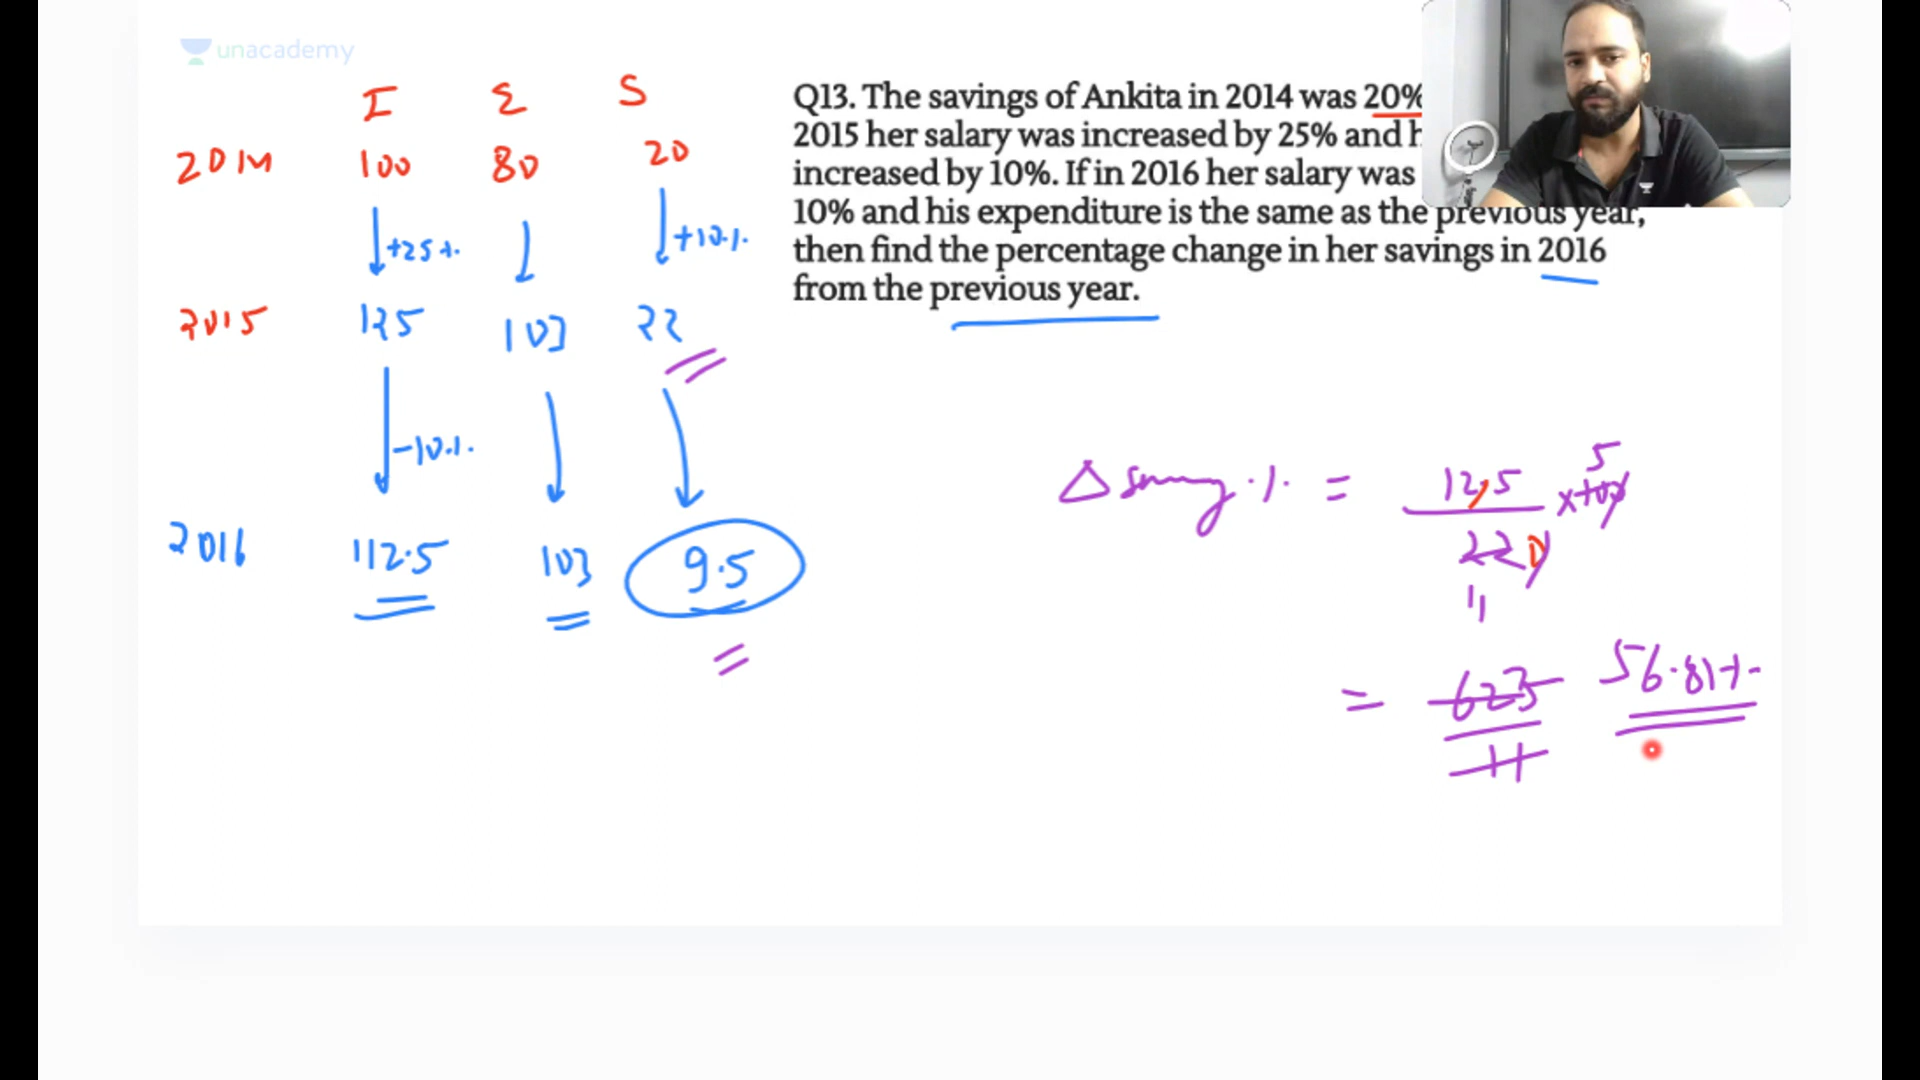 unacademy
I E S
2014 100 80 20
+25% +10%
2015 125 103 22
-10%
2016 112.5 103 9.5
Q13. The savings of Ankita in 2014 was 20%
2015 her salary was increased by 25% and h
increased by 10%. If in 2016 her salary was
10% and his expenditure is the same as the previous year,
then find the percentage change in her savings in 2016
from the previous year.
5
Δ saving % = 12.5 × 100
220
11
= 625 56.81%
11